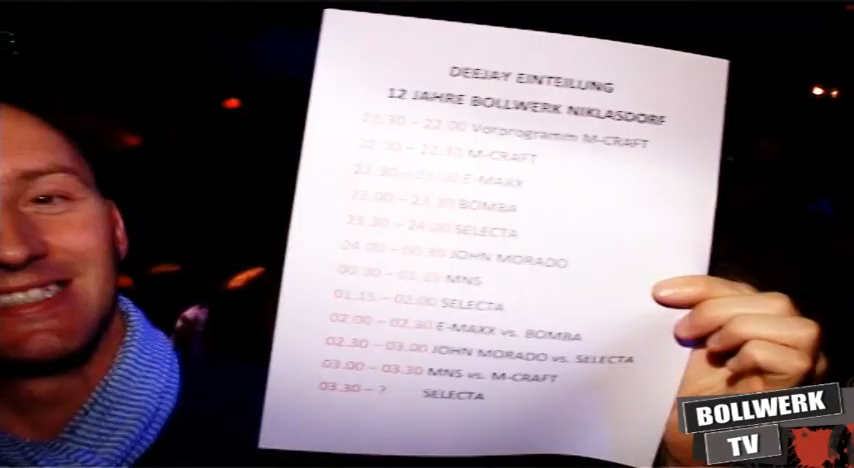 DEEJAY EINTEILUNG
12 JAHRE BOLLWERK NIKLASDORF
21.30 – 22.00 Vorprogramm M-CRAFT
22.00 – 22.30 M-CRAFT
22.30 – 23.00 E-MAXX
23.00 – 23.30 BOMBA
23.30 – 24.00 SELECTA
24.00 – 00.30 JOHN MORADO
00.30 – 01.15 MNS
01.15 – 02.00 SELECTA
02.00 – 02.30 E-MAXX vs. BOMBA
02.30 – 03.00 JOHN MORADO vs. SELECTA
03.00 – 03.30 MNS vs. M-CRAFT
03.30 – ? SELECTA
BOLLWERK
TV